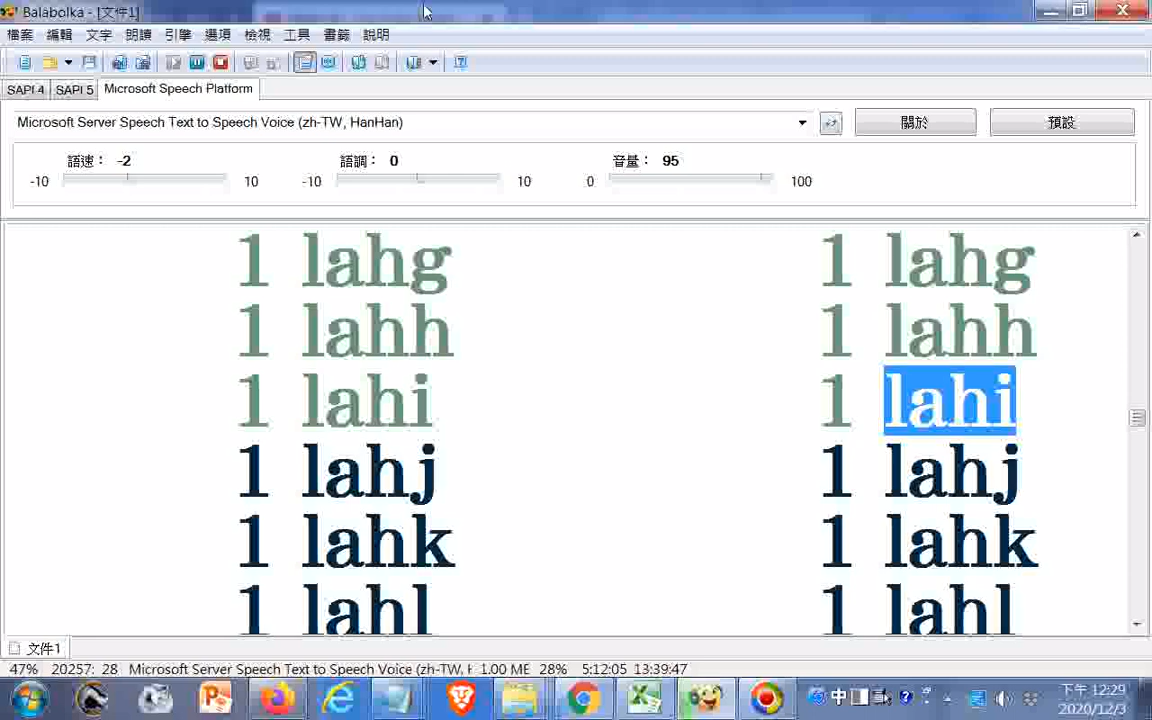 Balabolka - [文件1]
檔案 編輯 文字 朗讀 引擎 選項 檢視 工具 書籤 說明
SAPI 4 SAPI 5 Microsoft Speech Platform
Microsoft Server Speech Text to Speech Voice (zh-TW, HanHan) 關於 預設
語速： -2 語調： 0 音量： 95
-10 10 -10 10 0 100
1 lahg 1 lahg
1 lahh 1 lahh
1 lahi 1 lahi
1 lahj 1 lahj
1 lahk 1 lahk
1 lahl 1 lahl
文件1
47% 20257: 28 Microsoft Server Speech Text to Speech Voice (zh-TW, 1.00 ME 28% 5:12:05 13:39:47
中 下午 12:29
2020/12/3